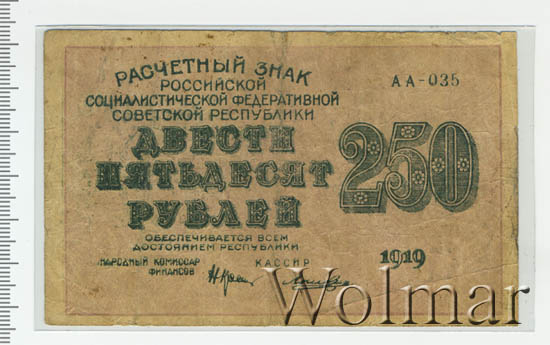 РАСЧЕТНЫЙ ЗНАК
РОССИЙСКОЙ
СОЦИАЛИСТИЧЕСКОЙ ФЕДЕРАТИВНОЙ
СОВЕТСКОЙ РЕСПУБЛИКИ
АА-035
ДВЕСТИ
ПЯТЬДЕСЯТ
РУБЛЕЙ
250
ОБЕСПЕЧИВАЕТСЯ ВСЕМ
ДОСТОЯНИЕМ РЕСПУБЛИКИ
1919
НАРОДНЫЙ КОМИССАР
ФИНАНСОВ
КАССИР
Wolmar